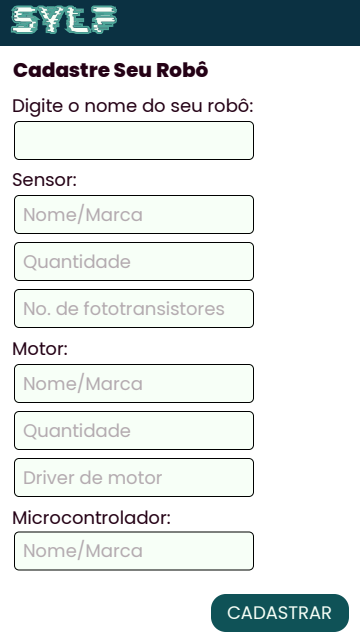 SYLF
Cadastre Seu Robô
Digite o nome do seu robô:
Sensor:
Nome/Marca
Quantidade
No. de fototransistores
Motor:
Nome/Marca
Quantidade
Driver de motor
Microcontrolador:
Nome/Marca
CADASTRAR